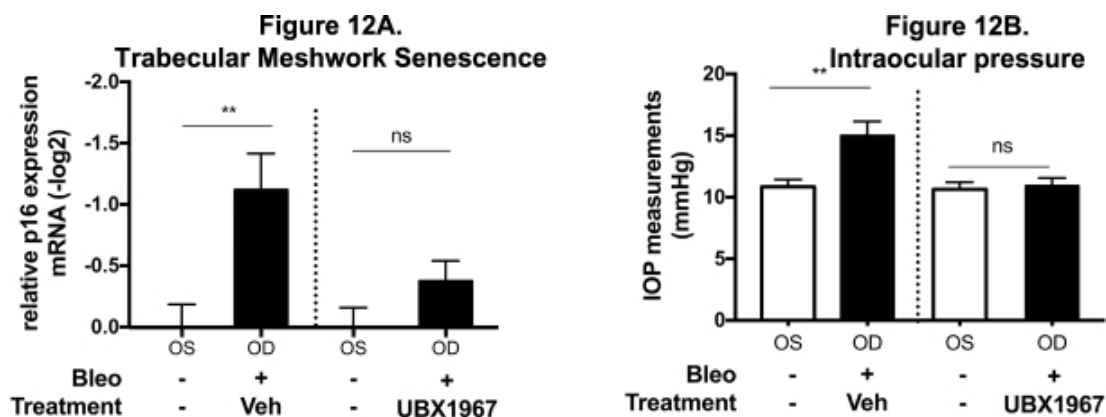 Figure 12A.
Trabecular Meshwork Senescence
relative p16 expression
mRNA (-log2)
-2.0
-1.5
-1.0
-0.5
0.0
**
ns
OS OD OS OD
Bleo - + - +
Treatment - Veh - UBX1967
Figure 12B.
Intraocular pressure
IOP measurements
(mmHg)
20
15
10
5
0
**
ns
OS OD OS OD
Bleo - + - +
Treatment - Veh - UBX1967